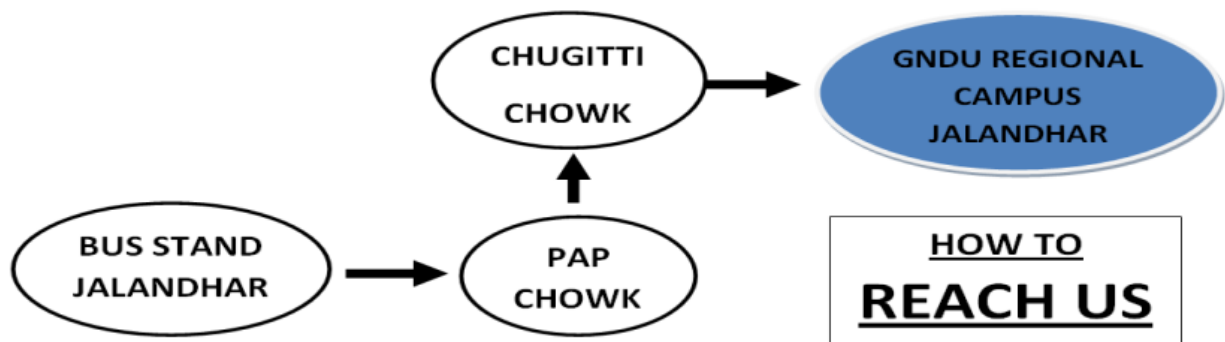 CHUGITTI
CHOWK
GNDU REGIONAL
CAMPUS
JALANDHAR
BUS STAND
JALANDHAR
PAP
CHOWK
HOW TO
REACH US